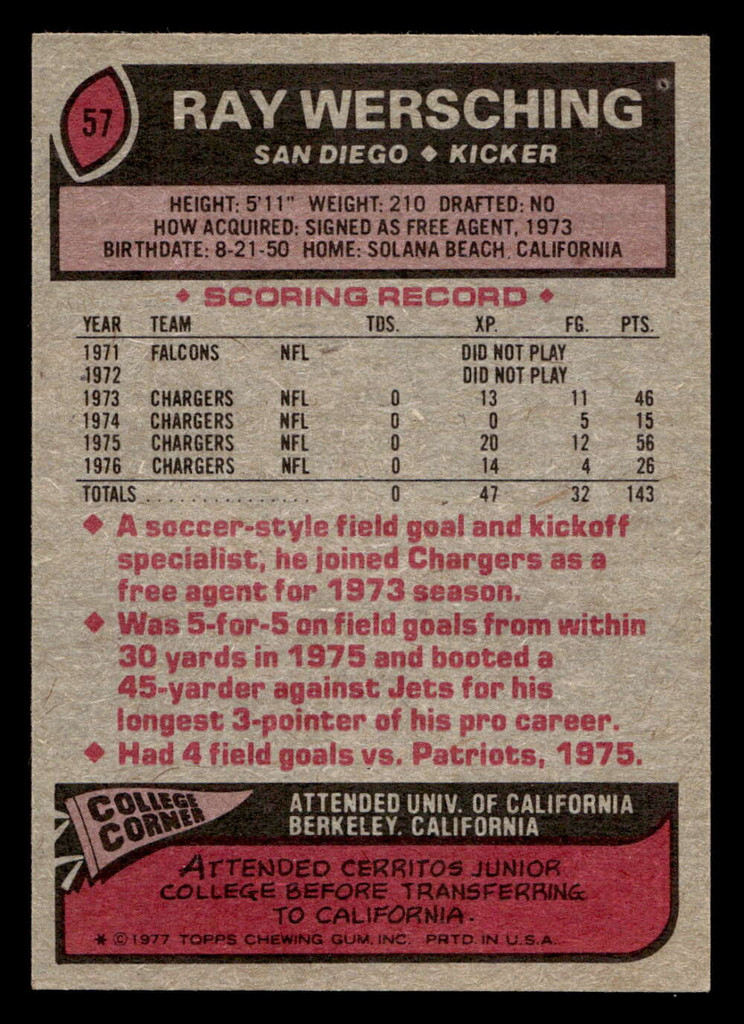 57
RAY WERSCHING
SAN DIEGO ◆ KICKER
HEIGHT: 5'11" WEIGHT: 210 DRAFTED: NO
HOW ACQUIRED: SIGNED AS FREE AGENT, 1973
BIRTHDATE: 8-21-50 HOME: SOLANA BEACH, CALIFORNIA
◆ SCORING RECORD ◆
YEAR TEAM TDS. XP. FG. PTS.
1971 FALCONS NFL DID NOT PLAY
1972 DID NOT PLAY
1973 CHARGERS NFL 0 13 11 46
1974 CHARGERS NFL 0 0 5 15
1975 CHARGERS NFL 0 20 12 56
1976 CHARGERS NFL 0 14 4 26
TOTALS ................ 0 47 32 143
◆ A soccer-style field goal and kickoff
specialist, he joined Chargers as a
free agent for 1973 season.
◆ Was 5-for-5 on field goals from within
30 yards in 1975 and booted a
45-yarder against Jets for his
longest 3-pointer of his pro career.
◆ Had 4 field goals vs. Patriots, 1975.
COLLEGE
CORNER
ATTENDED UNIV. OF CALIFORNIA
BERKELEY, CALIFORNIA
ATTENDED CERRITOS JUNIOR
COLLEGE BEFORE TRANSFERRING
TO CALIFORNIA.
* © 1977 TOPPS CHEWING GUM, INC. PRTD. IN U.S.A.